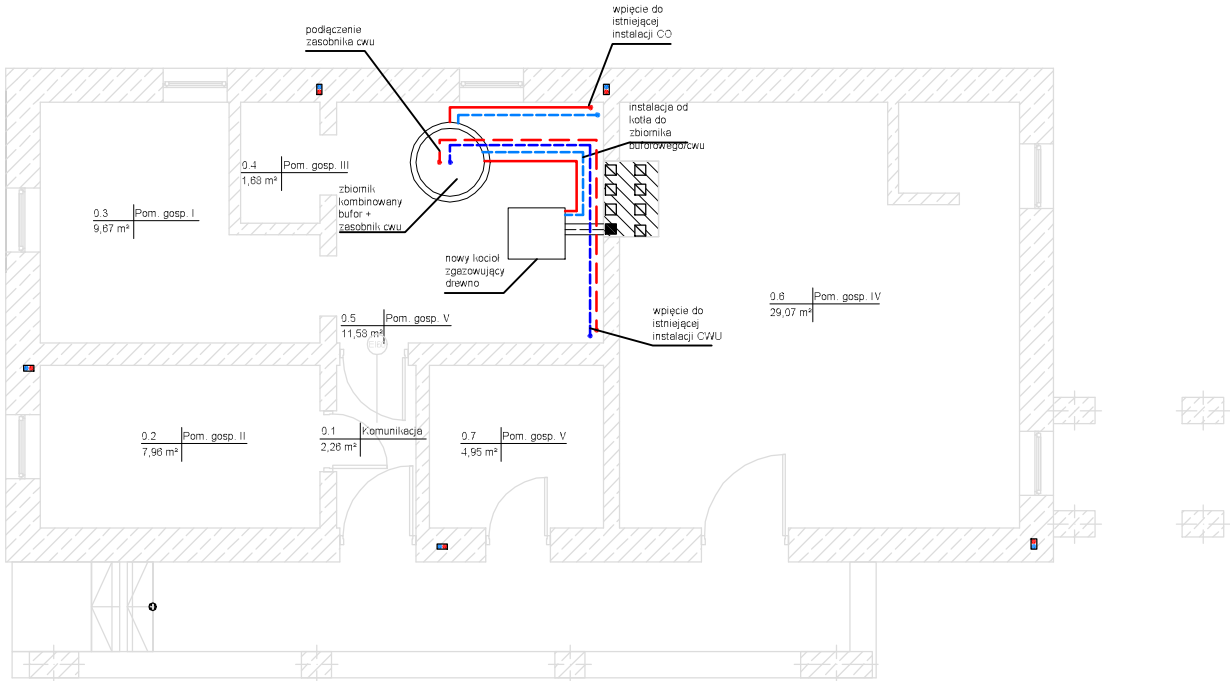 wpięcie do
istniejącej
instalacji CO
podłączenie
zasobnika cwu
instalacja od
kotła do
zbiornika
buforowego/cwu
0.4 Pom. gosp. III
1,68 m²
zbiornik
kombinowany
bufor +
zasobnik cwu
0.3 Pom. gosp. I
9,67 m²
nowy kocioł
zgazowujący
drewno
0.6 Pom. gosp. IV
29,07 m²
wpięcie do
istniejącej
instalacji CWU
0.5 Pom. gosp. V
11,53 m²
0.2 Pom. gosp. II
7,96 m²
0.1 Komunikacja
2,26 m²
0.7 Pom. gosp. V
4,95 m²